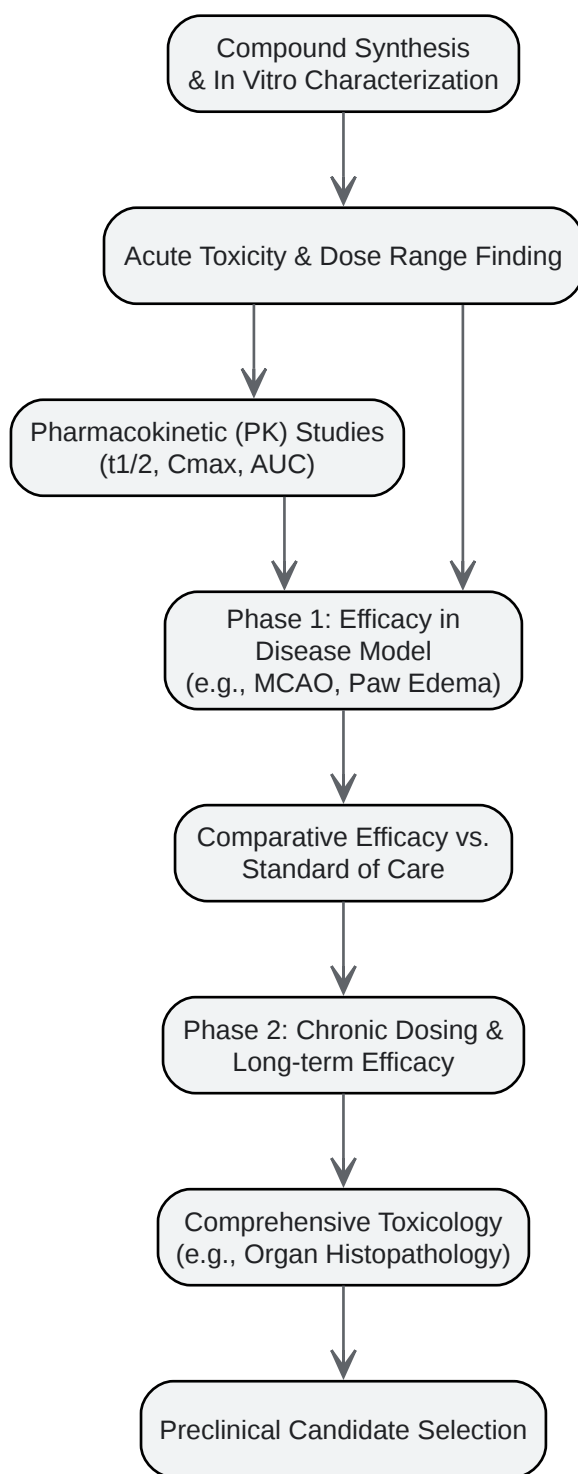 Compound Synthesis
& In Vitro Characterization
Acute Toxicity & Dose Range Finding
Pharmacokinetic (PK) Studies
(t1/2, Cmax, AUC)
Phase 1: Efficacy in
Disease Model
(e.g., MCAO, Paw Edema)
Comparative Efficacy vs.
Standard of Care
Phase 2: Chronic Dosing &
Long-term Efficacy
Comprehensive Toxicology
(e.g., Organ Histopathology)
Preclinical Candidate Selection